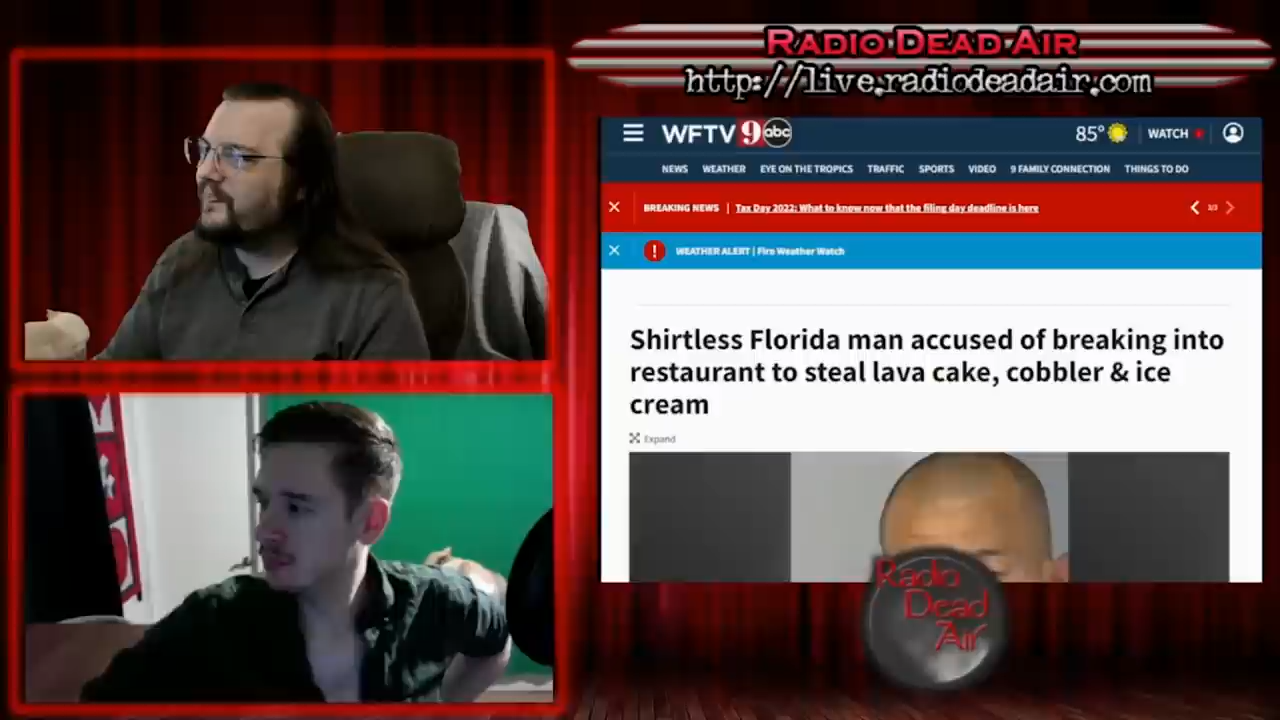 Radio Dead Air
http://live.radiodeadair.com
WFTV 9 abc
85°
WATCH
NEWS WEATHER EYE ON THE TROPICS TRAFFIC SPORTS VIDEO 9 FAMILY CONNECTION THINGS TO DO
BREAKING NEWS | Tax Day 2022: What to know now that the filing day deadline is here
WEATHER ALERT | Fire Weather Watch
Shirtless Florida man accused of breaking into
restaurant to steal lava cake, cobbler & ice
cream
Expand
Radio
Dead
Air